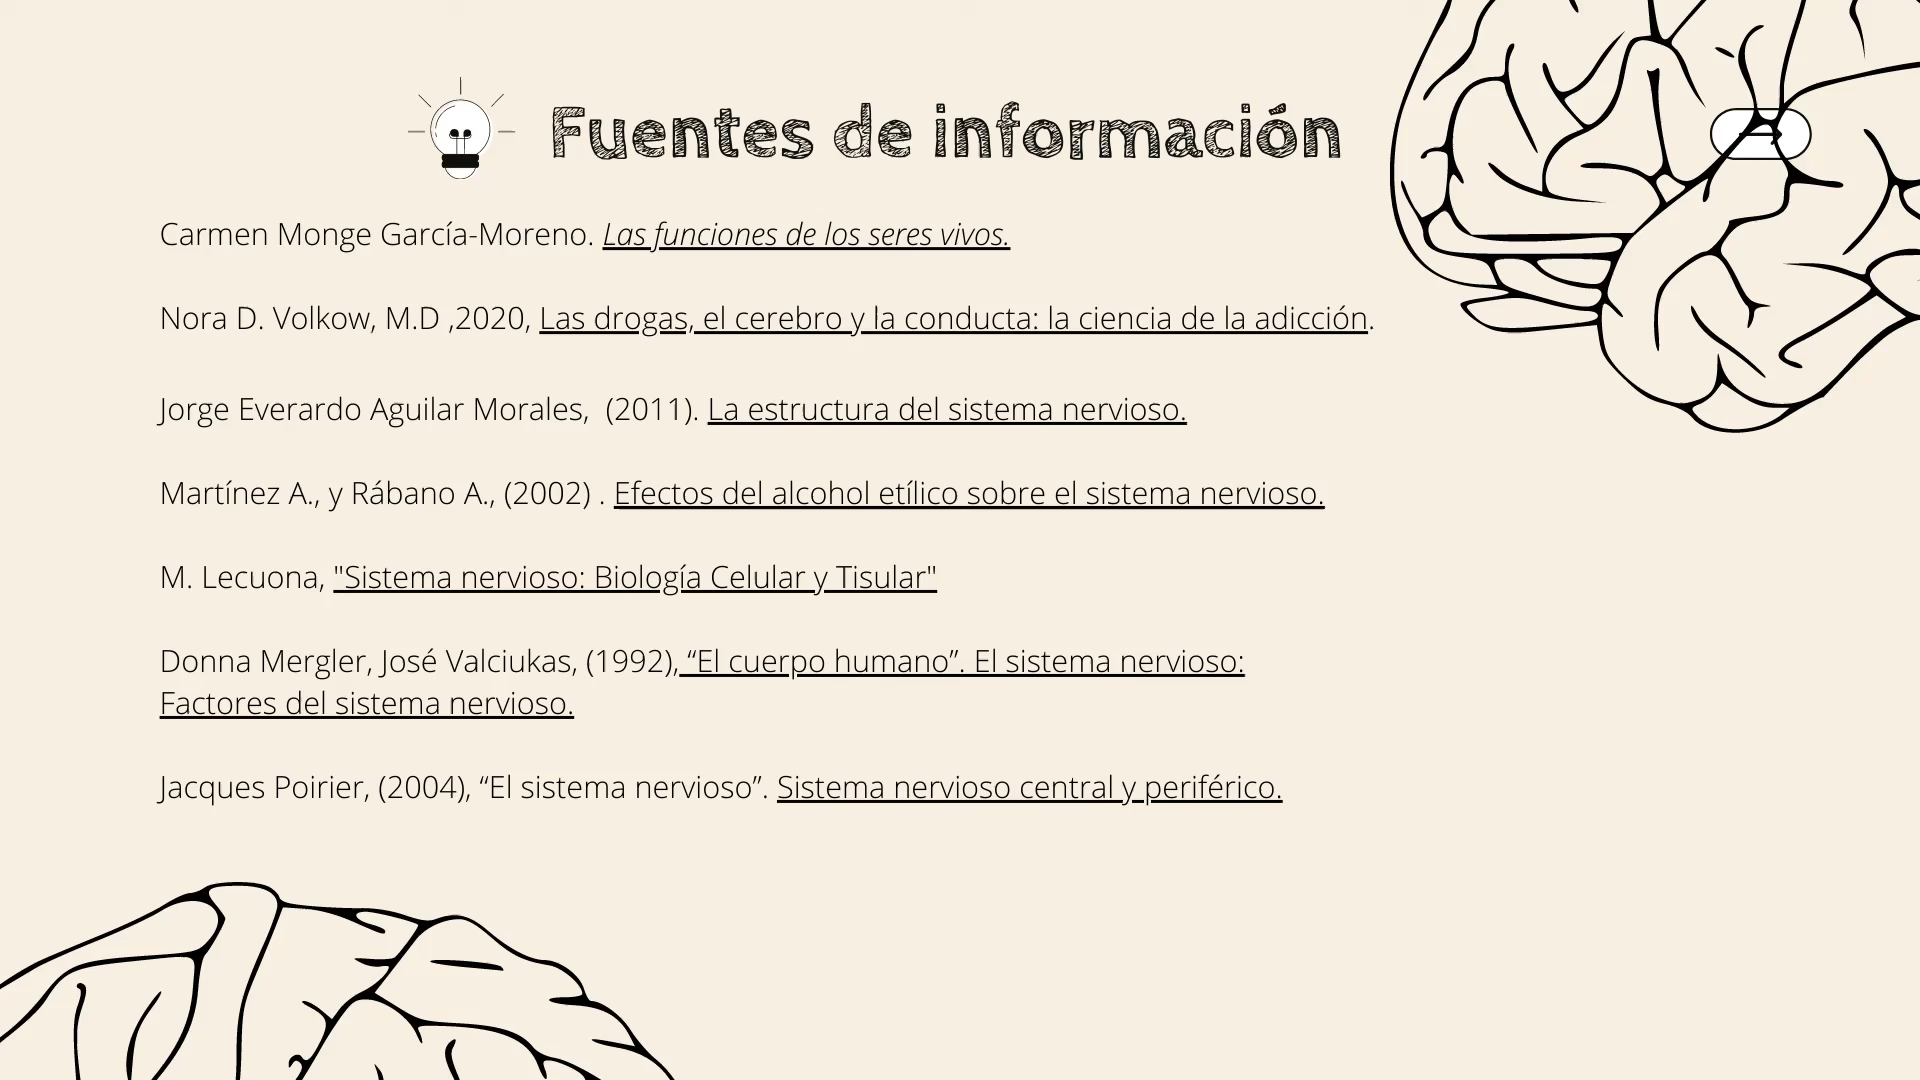 Fuentes de información
Carmen Monge García-Moreno. Las funciones de los seres vivos.
Nora D. Volkow, M.D ,2020, Las drogas, el cerebro y la conducta: la ciencia de la adicción.
Jorge Everardo Aguilar Morales,  (2011). La estructura del sistema nervioso.
Martínez A., y Rábano A., (2002) . Efectos del alcohol etílico sobre el sistema nervioso.
M. Lecuona, "Sistema nervioso: Biología Celular y Tisular"
Donna Mergler, José Valciukas, (1992), “El cuerpo humano”. El sistema nervioso:
Factores del sistema nervioso.
Jacques Poirier, (2004), “El sistema nervioso”. Sistema nervioso central y periférico.